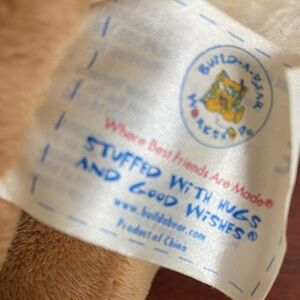 BUILD-A-BEAR
WORKSHOP
Where Best Friends Are Made®
STUFFED WITH HUGS
AND GOOD WISHES®
www.buildabear.com
Product of China